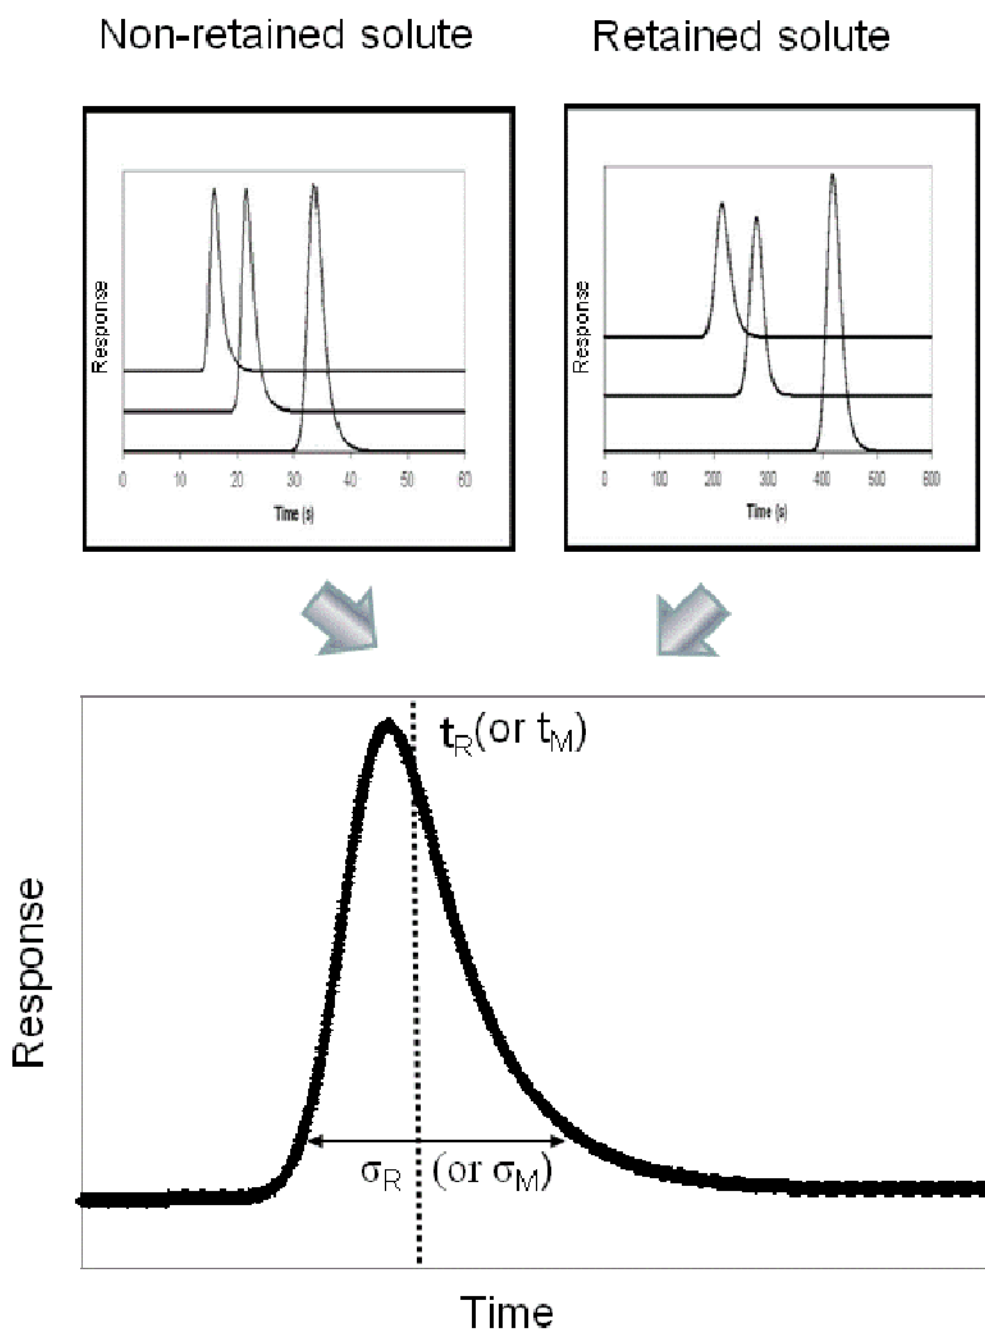 Non-retained solute
Retained solute
Response
0 10 20 30 40 50 60
Time (s)
Response
0 100 200 300 400 500 600
Time (s)
t_R(or t_M)
Response
σ_R (or σ_M)
Time